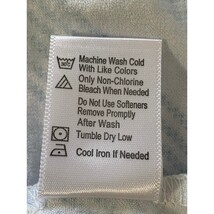 Machine Wash Cold
With Like Colors
Only Non-Chlorine
Bleach When Needed
Do Not Use Softeners
Remove Promptly
After Wash
Tumble Dry Low
Cool Iron If Needed